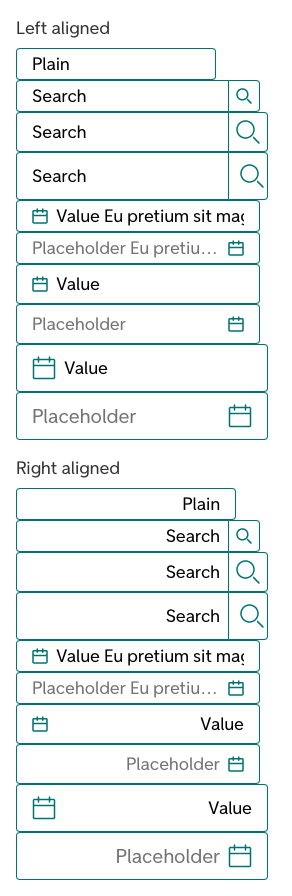 Left aligned
Plain
Search
Search
Search
Value Eu pretium sit mag
Placeholder Eu pretiu…
Value
Placeholder
Value
Placeholder
Right aligned
Plain
Search
Search
Search
Value Eu pretium sit mag
Placeholder Eu pretiu…
Value
Placeholder
Value
Placeholder